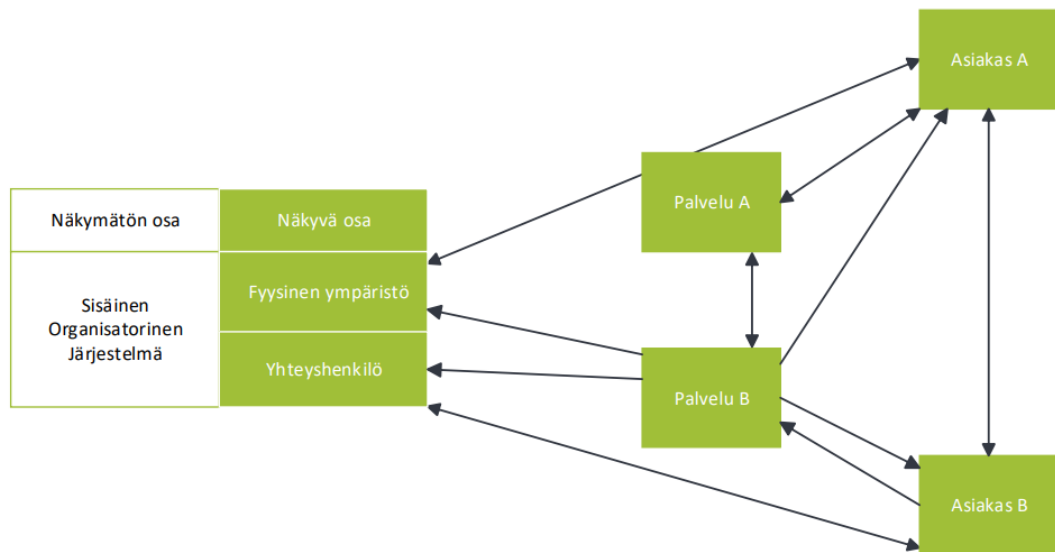 Asiakas A
Palvelu A
Näkymätön osa
Näkyvä osa
Sisäinen
Organisatorinen
Järjestelmä
Fyysinen ympäristö
Yhteyshenkilö
Palvelu B
Asiakas B